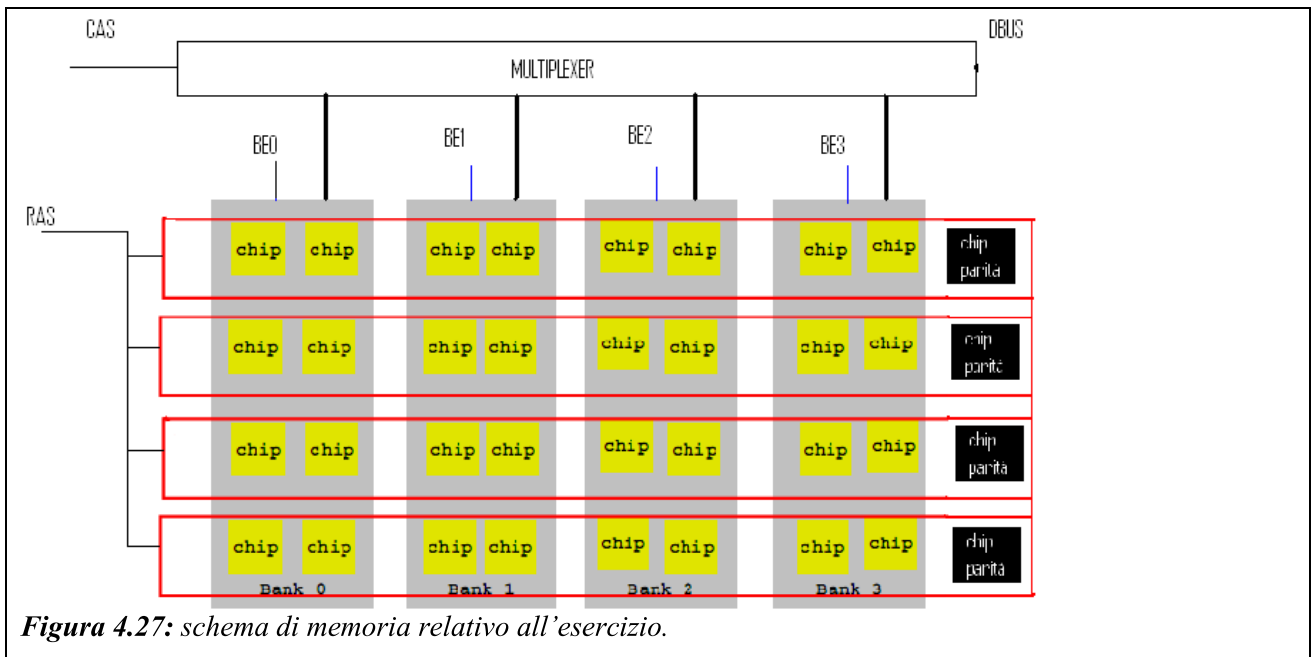 CAS
DBUS
MULTIPLEXER
BE0
BE1
BE2
BE3
RAS
chip chip chip chip chip chip chip chip chip
parità
chip chip chip chip chip chip chip chip chip
parità
chip chip chip chip chip chip chip chip chip
parità
chip chip chip chip chip chip chip chip chip
parità
Bank 0 Bank 1 Bank 2 Bank 3
Figura 4.27: schema di memoria relativo all’esercizio.